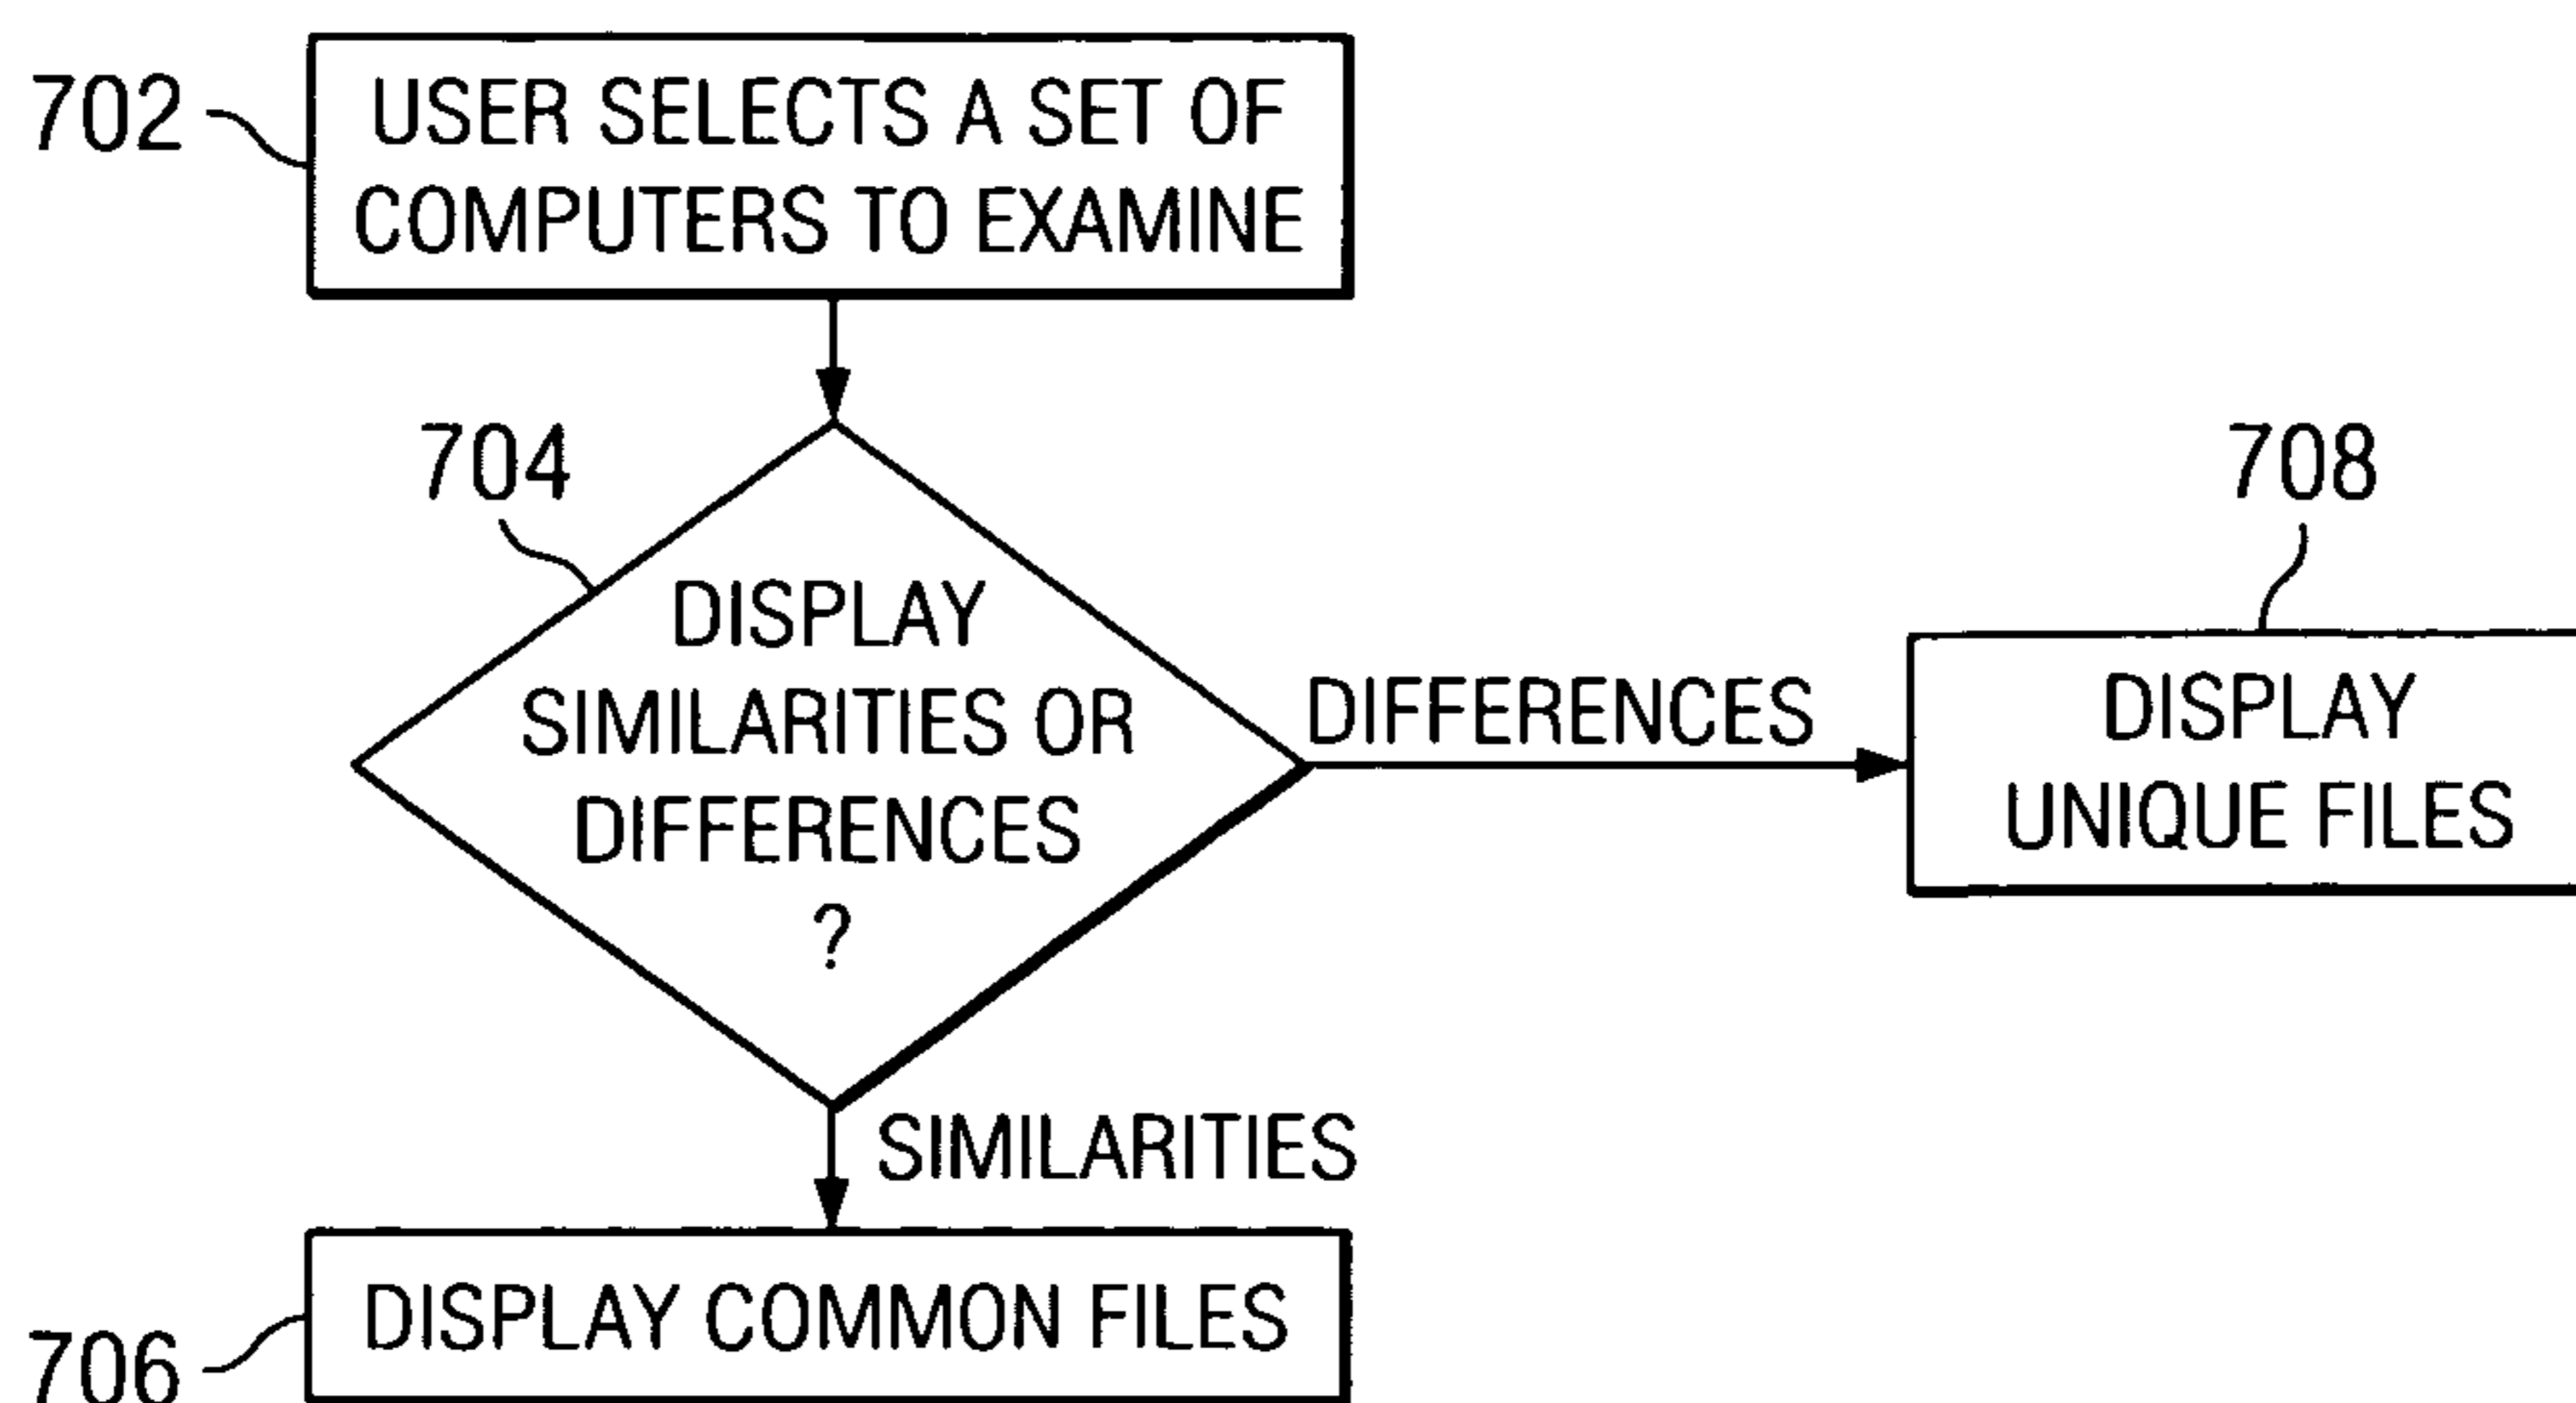 702
USER SELECTS A SET OF
COMPUTERS TO EXAMINE
704
DISPLAY
SIMILARITIES OR
DIFFERENCES
?
DIFFERENCES
708
DISPLAY
UNIQUE FILES
SIMILARITIES
706
DISPLAY COMMON FILES